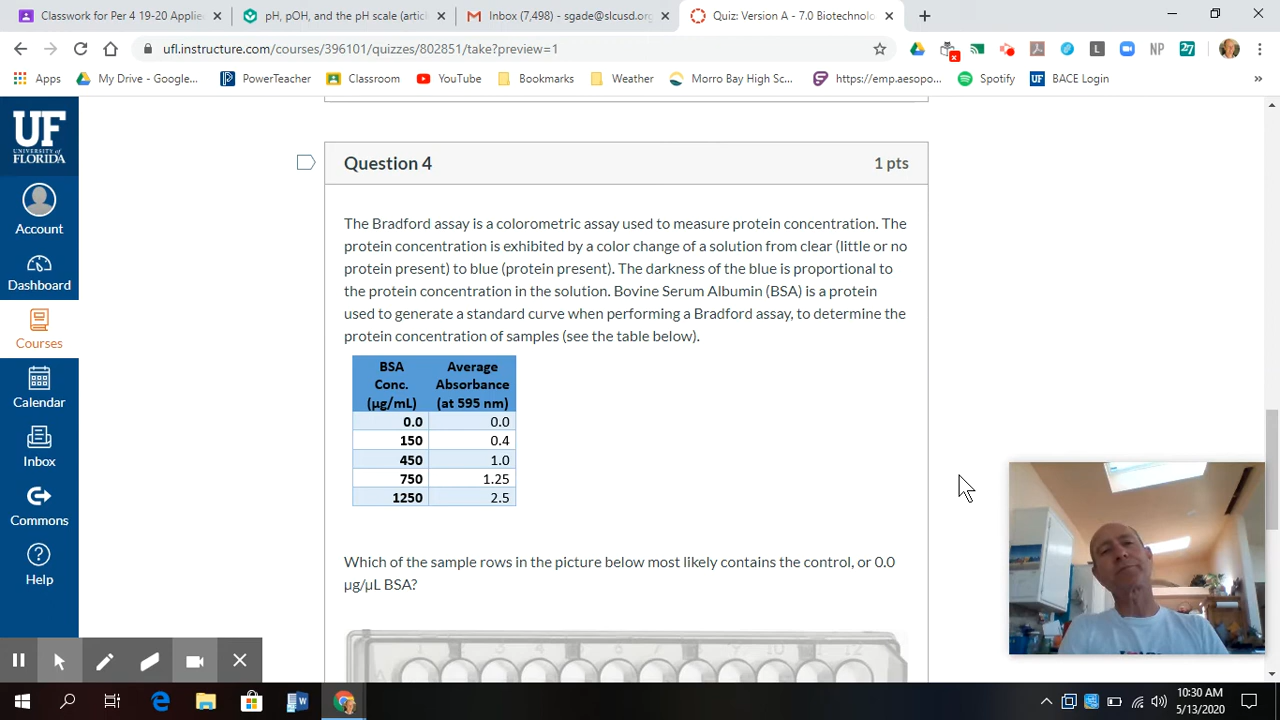 Classwork for Per 4 19-20 Applie
pH, pOH, and the pH scale (artic
Inbox (7,498) - sgade@slcusd.org
Quiz: Version A - 7.0 Biotechnolo
ufl.instructure.com/courses/396101/quizzes/802851/take?preview=1
L
NP
27
Apps
My Drive - Google...
PowerTeacher
Classroom
YouTube
Bookmarks
Weather
Morro Bay High Sc...
https://emp.aesopo...
Spotify
UF BACE Login
UF
UNIVERSITY of
FLORIDA
Account
Dashboard
Courses
Calendar
Inbox
Commons
Help
Question 4
1 pts
The Bradford assay is a colorometric assay used to measure protein concentration. The
protein concentration is exhibited by a color change of a solution from clear (little or no
protein present) to blue (protein present). The darkness of the blue is proportional to
the protein concentration in the solution. Bovine Serum Albumin (BSA) is a protein
used to generate a standard curve when performing a Bradford assay, to determine the
protein concentration of samples (see the table below).
BSA Conc. (µg/mL) Average Absorbance (at 595 nm)
0.0 0.0
150 0.4
450 1.0
750 1.25
1250 2.5
Which of the sample rows in the picture below most likely contains the control, or 0.0
µg/µL BSA?
10:30 AM
5/13/2020